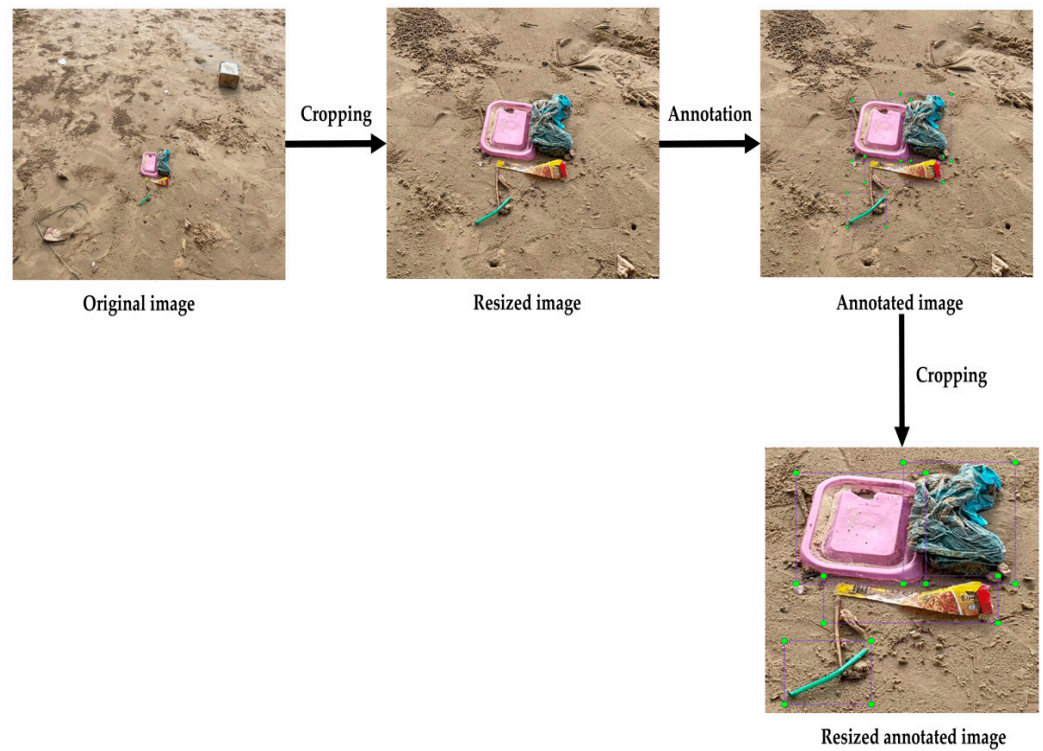 Cropping
Annotation
Original image
Resized image
Annotated image
Cropping
Resized annotated image